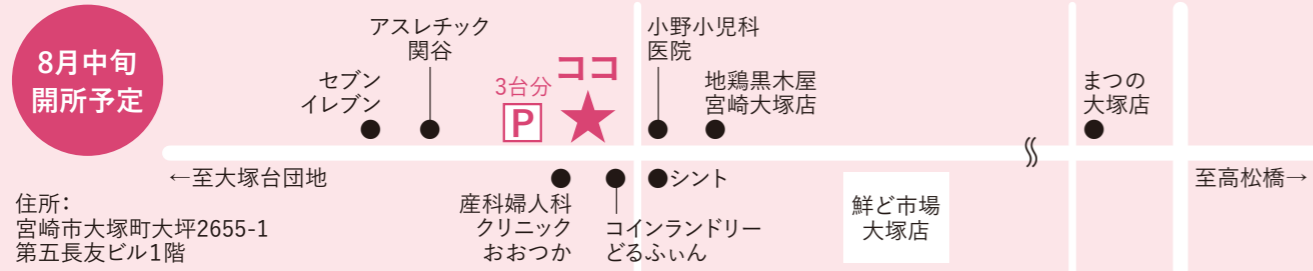 8月中旬
開所予定
アスレチック
関谷
セブン
イレブン
3台分
P
ココ
小野小児科
医院
地鶏黒木屋
宮崎大塚店
まつの
大塚店
←至大塚台団地
至高松橋→
住所：
宮崎市大塚町大坪2655-1
第五長友ビル1階
産科婦人科
クリニック
おおつか
コインランドリー
どるふぃん
シント
鮮ど市場
大塚店